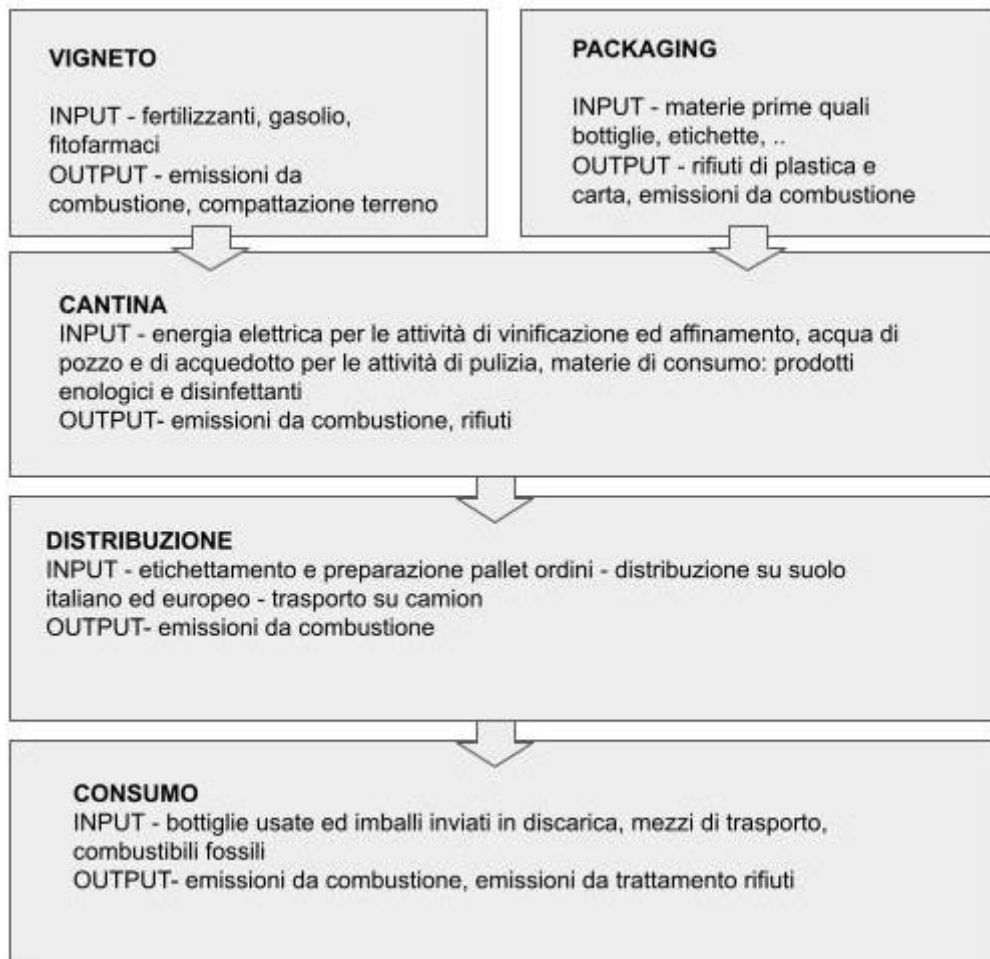 VIGNETO
INPUT - fertilizzanti, gasolio,
fitofarmaci
OUTPUT - emissioni da
combustione, compattazione terreno
PACKAGING
INPUT - materie prime quali
bottiglie, etichette, ..
OUTPUT - rifiuti di plastica e
carta, emissioni da combustione
CANTINA
INPUT - energia elettrica per le attività di vinificazione ed affinamento, acqua di
pozzo e di acquedotto per le attività di pulizia, materie di consumo: prodotti
enologici e disinfettanti
OUTPUT- emissioni da combustione, rifiuti
DISTRIBUZIONE
INPUT - etichettamento e preparazione pallet ordini - distribuzione su suolo
italiano ed europeo - trasporto su camion
OUTPUT- emissioni da combustione
CONSUMO
INPUT - bottiglie usate ed imballi inviati in discarica, mezzi di trasporto,
combustibili fossili
OUTPUT- emissioni da combustione, emissioni da trattamento rifiuti